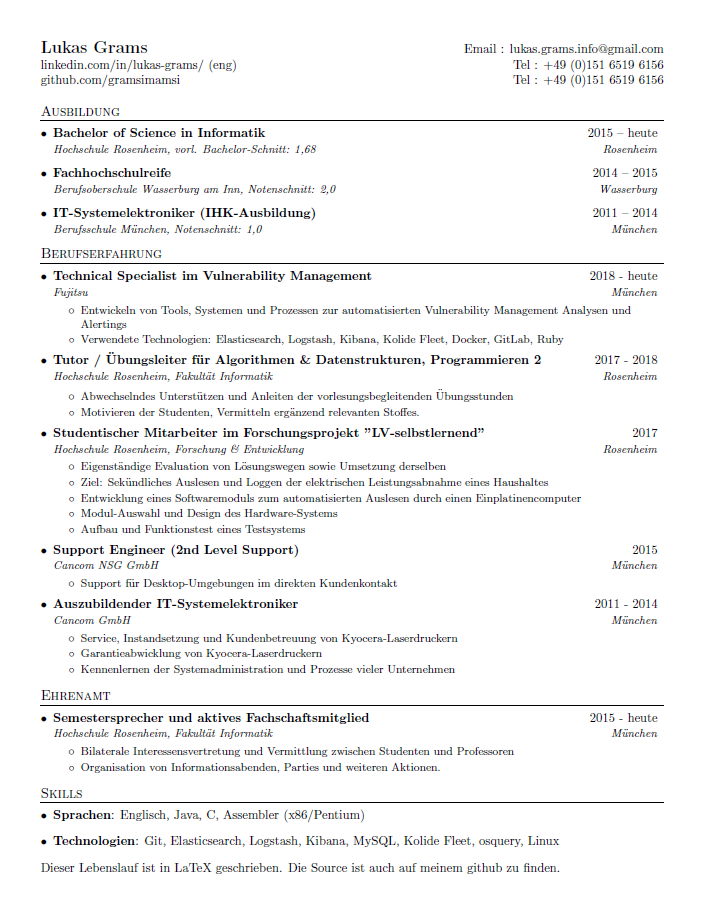 Lukas Grams
Email : lukas.grams.info@gmail.com
linkedin.com/in/lukas-grams/ (eng)
Tel : +49 (0)151 6519 6156
github.com/gramsimamsi
Tel : +49 (0)151 6519 6156
Ausbildung
• Bachelor of Science in Informatik 2015 – heute
Hochschule Rosenheim, vorl. Bachelor-Schnitt: 1,68 Rosenheim
• Fachhochschulreife 2014 – 2015
Berufsoberschule Wasserburg am Inn, Notenschnitt: 2,0 Wasserburg
• IT-Systemelektroniker (IHK-Ausbildung) 2011 – 2014
Berufsschule München, Notenschnitt: 1,0 München
Berufserfahrung
• Technical Specialist im Vulnerability Management 2018 - heute
Fujitsu München
◦ Entwickeln von Tools, Systemen und Prozessen zur automatisierten Vulnerability Management Analysen und
Alertings
◦ Verwendete Technologien: Elasticsearch, Logstash, Kibana, Kolide Fleet, Docker, GitLab, Ruby
• Tutor / Übungsleiter für Algorithmen & Datenstrukturen, Programmieren 2 2017 - 2018
Hochschule Rosenheim, Fakultät Informatik Rosenheim
◦ Abwechselndes Unterstützen und Anleiten der vorlesungsbegleitenden Übungsstunden
◦ Motivieren der Studenten, Vermitteln ergänzend relevanten Stoffes.
• Studentischer Mitarbeiter im Forschungsprojekt ”LV-selbstlernend” 2017
Hochschule Rosenheim, Forschung & Entwicklung Rosenheim
◦ Eigenständige Evaluation von Lösungswegen sowie Umsetzung derselben
◦ Ziel: Sekündliches Auslesen und Loggen der elektrischen Leistungsabnahme eines Haushaltes
◦ Entwicklung eines Softwaremoduls zum automatisierten Auslesen durch einen Einplatinencomputer
◦ Modul-Auswahl und Design des Hardware-Systems
◦ Aufbau und Funktionstest eines Testsystems
• Support Engineer (2nd Level Support) 2015
Cancom NSG GmbH München
◦ Support für Desktop-Umgebungen im direkten Kundenkontakt
• Auszubildender IT-Systemelektroniker 2011 - 2014
Cancom GmbH München
◦ Service, Instandsetzung und Kundenbetreuung von Kyocera-Laserdruckern
◦ Garantieabwicklung von Kyocera-Laserdruckern
◦ Kennenlernen der Systemadministration und Prozesse vieler Unternehmen
Ehrenamt
• Semestersprecher und aktives Fachschaftsmitglied 2015 - heute
Hochschule Rosenheim, Fakultät Informatik München
◦ Bilaterale Interessensvertretung und Vermittlung zwischen Studenten und Professoren
◦ Organisation von Informationsabenden, Parties und weiteren Aktionen.
Skills
• Sprachen: Englisch, Java, C, Assembler (x86/Pentium)
• Technologien: Git, Elasticsearch, Logstash, Kibana, MySQL, Kolide Fleet, osquery, Linux
Dieser Lebenslauf ist in LaTeX geschrieben. Die Source ist auch auf meinem github zu finden.